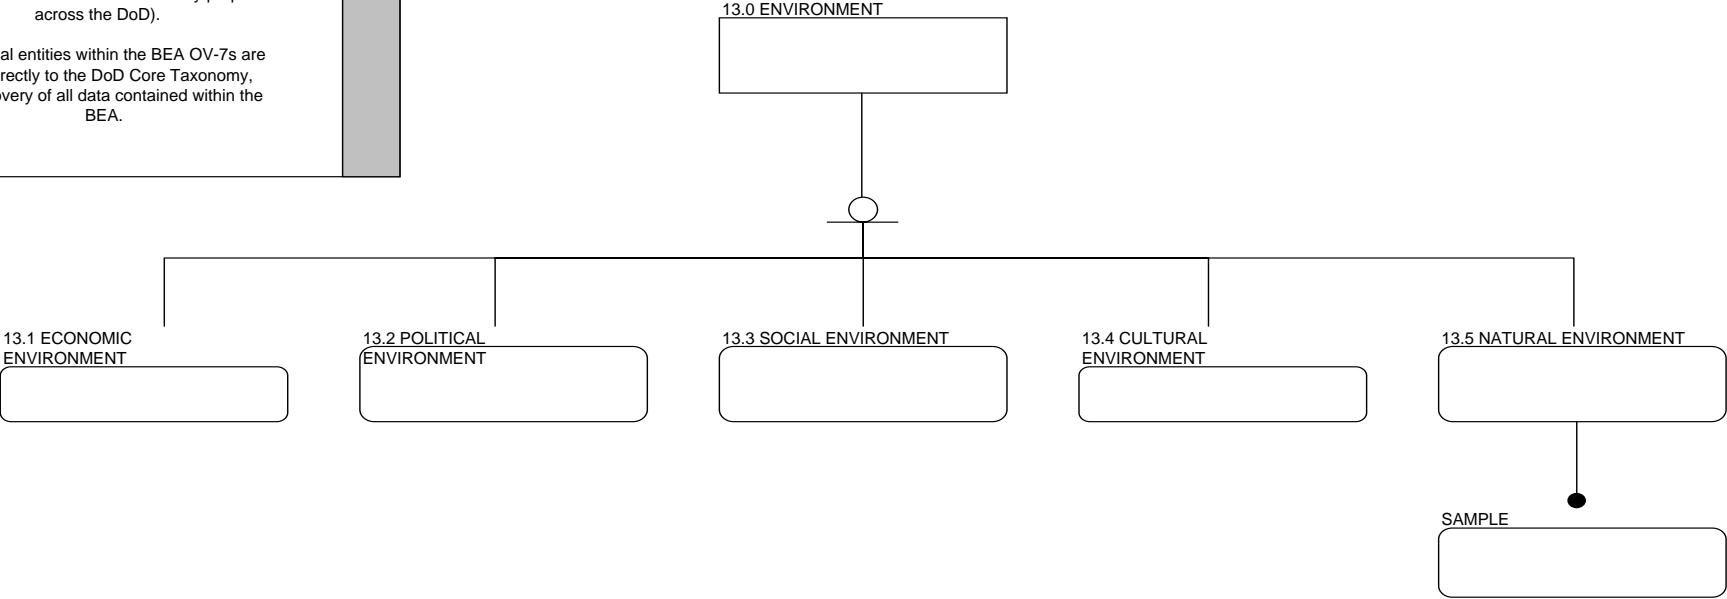 across the DoD).
al entities within the BEA OV-7s are
rectly to the DoD Core Taxonomy,
overy of all data contained within the
BEA.
13.0 ENVIRONMENT
13.1 ECONOMIC
ENVIRONMENT
13.2 POLITICAL
ENVIRONMENT
13.3 SOCIAL ENVIRONMENT
13.4 CULTURAL
ENVIRONMENT
13.5 NATURAL ENVIRONMENT
SAMPLE